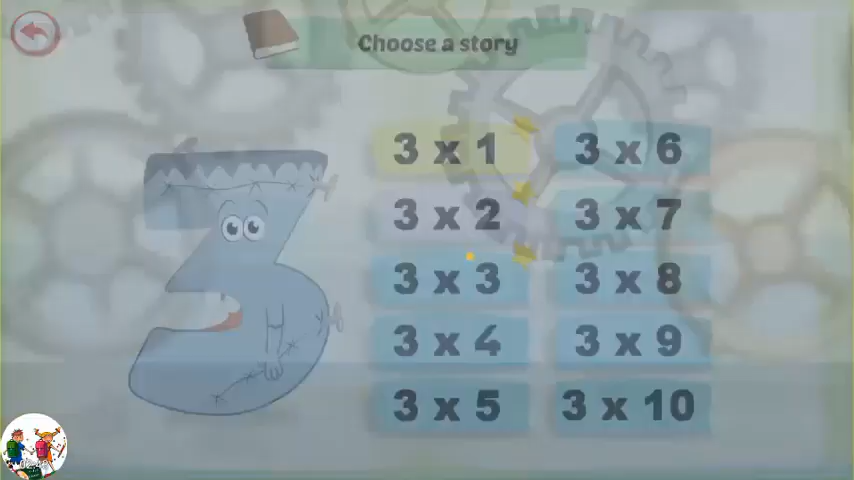 Choose a story
3 x 1
3 x 2
3 x 3
3 x 4
3 x 5
3 x 6
3 x 7
3 x 8
3 x 9
3 x 10